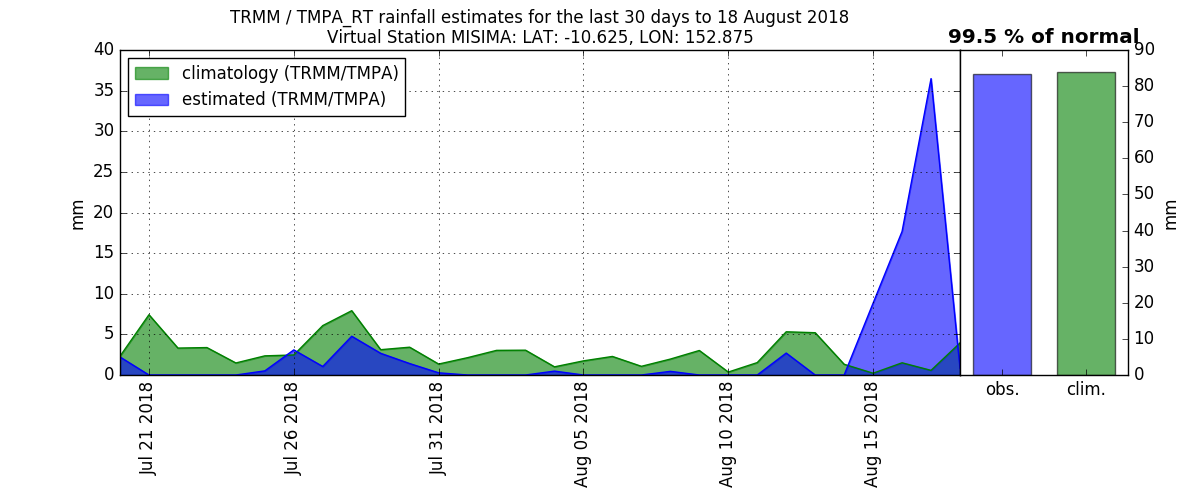 TRMM / TMPA_RT rainfall estimates for the last 30 days to 18 August 2018
Virtual Station MISIMA: LAT: -10.625, LON: 152.875
99.5 % of normal
climatology (TRMM/TMPA)
estimated (TRMM/TMPA)
40
35
30
25
20
15
10
5
0
mm
Jul 21 2018
Jul 26 2018
Jul 31 2018
Aug 05 2018
Aug 10 2018
Aug 15 2018
obs.
clim.
90
80
70
60
50
40
30
20
10
0
mm